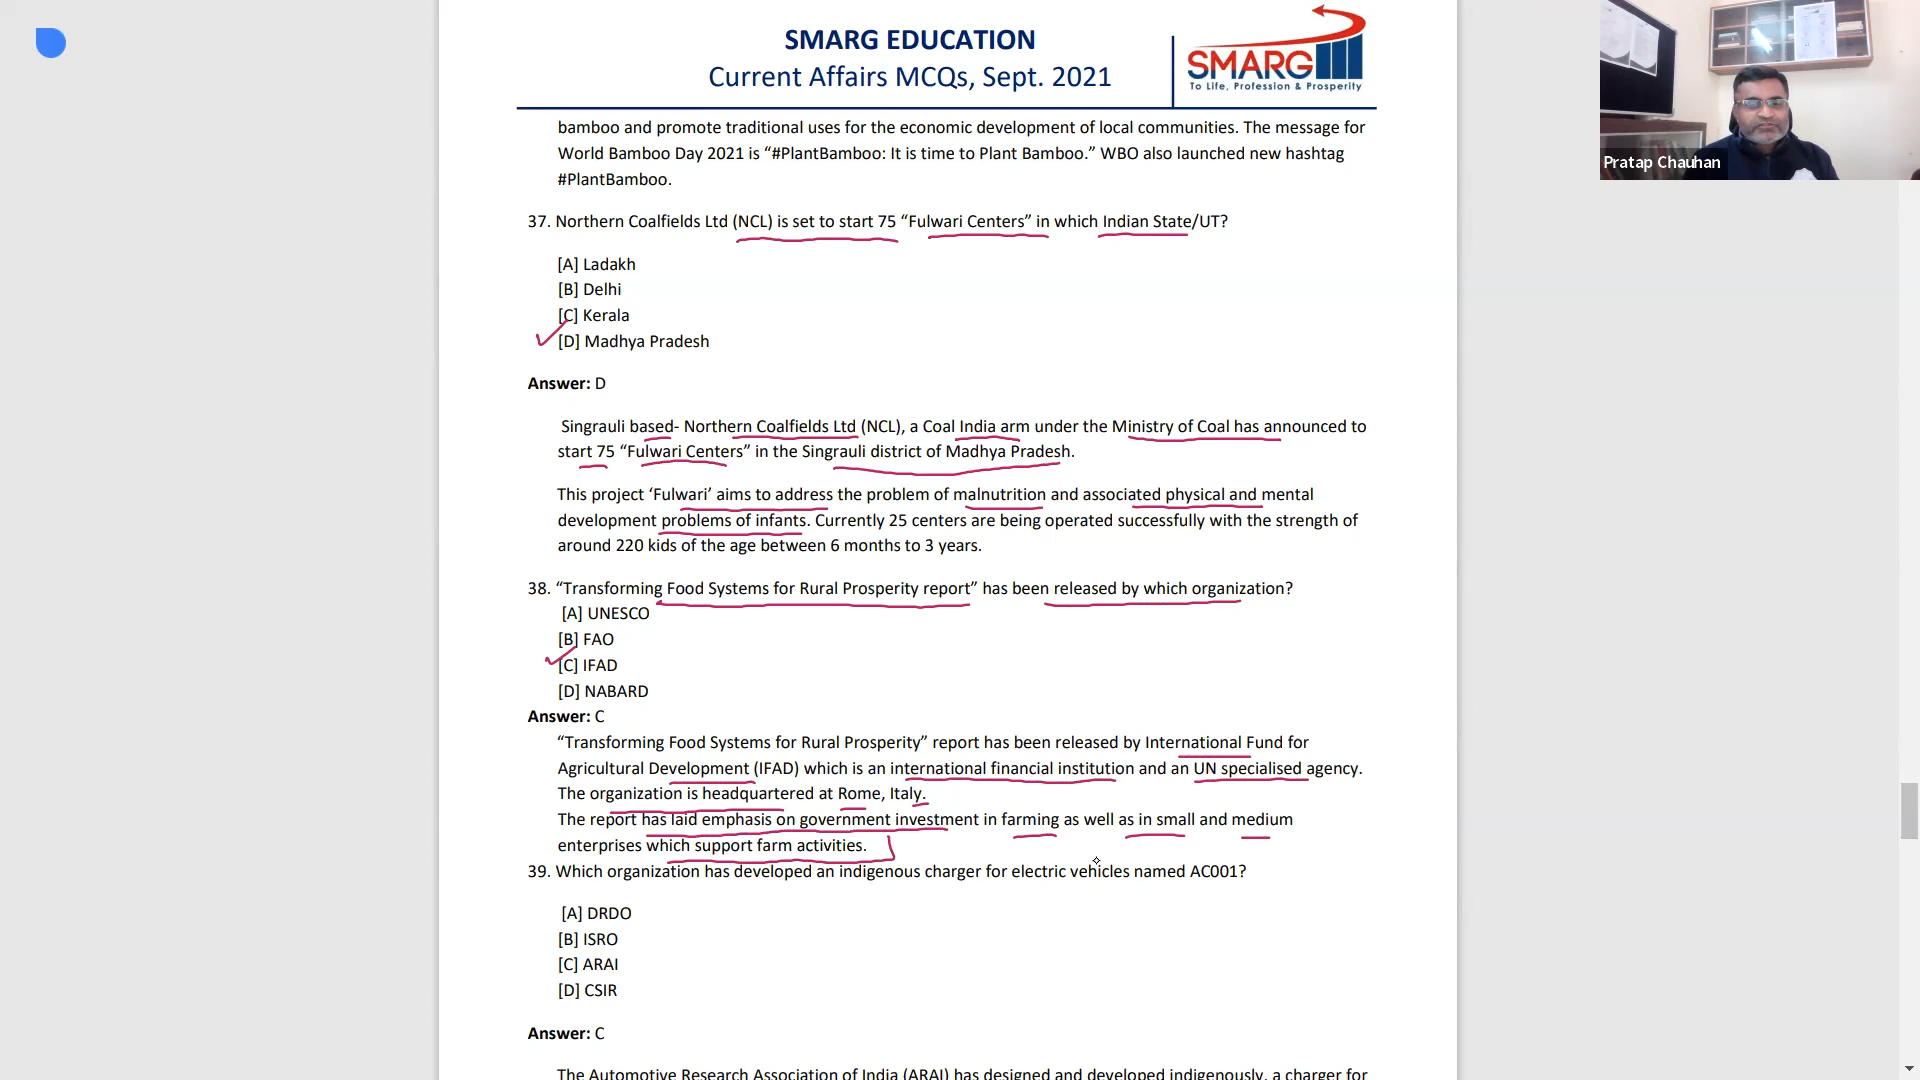 SMARG EDUCATION
Current Affairs MCQs, Sept. 2021
SMARG
To Life, Profession & Prosperity
Pratap Chauhan
bamboo and promote traditional uses for the economic development of local communities. The message for
World Bamboo Day 2021 is “#PlantBamboo: It is time to Plant Bamboo.” WBO also launched new hashtag
#PlantBamboo.
37. Northern Coalfields Ltd (NCL) is set to start 75 “Fulwari Centers” in which Indian State/UT?
[A] Ladakh
[B] Delhi
[C] Kerala
[D] Madhya Pradesh
Answer: D
Singrauli based- Northern Coalfields Ltd (NCL), a Coal India arm under the Ministry of Coal has announced to
start 75 “Fulwari Centers” in the Singrauli district of Madhya Pradesh.
This project ‘Fulwari’ aims to address the problem of malnutrition and associated physical and mental
development problems of infants. Currently 25 centers are being operated successfully with the strength of
around 220 kids of the age between 6 months to 3 years.
38. “Transforming Food Systems for Rural Prosperity report” has been released by which organization?
[A] UNESCO
[B] FAO
[C] IFAD
[D] NABARD
Answer: C
“Transforming Food Systems for Rural Prosperity” report has been released by International Fund for
Agricultural Development (IFAD) which is an international financial institution and an UN specialised agency.
The organization is headquartered at Rome, Italy.
The report has laid emphasis on government investment in farming as well as in small and medium
enterprises which support farm activities.
39. Which organization has developed an indigenous charger for electric vehicles named AC001?
[A] DRDO
[B] ISRO
[C] ARAI
[D] CSIR
Answer: C
The Automotive Research Association of India (ARAI) has designed and developed indigenously, a charger for